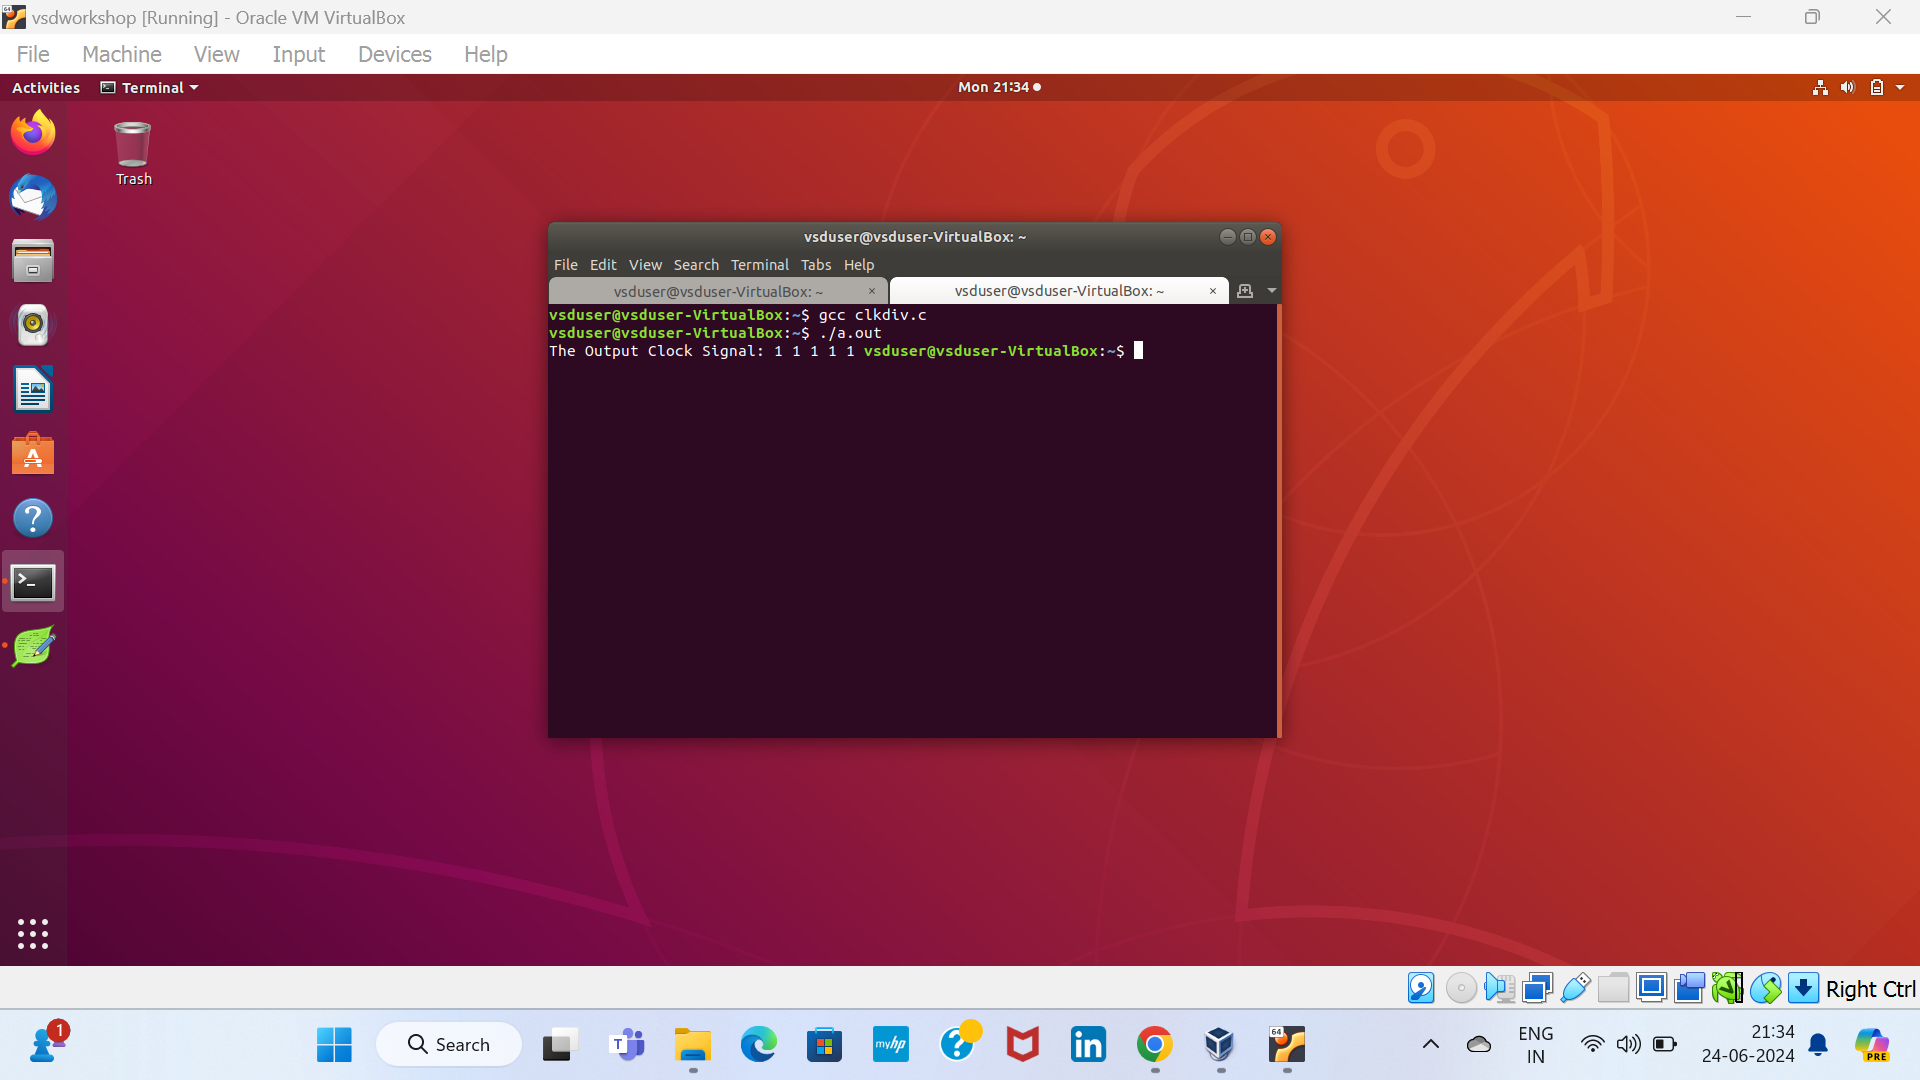 vsdworkshop [Running] - Oracle VM VirtualBox
File Machine View Input Devices Help
Activities Terminal Mon 21:34
Trash
vsduser@vsduser-VirtualBox: ~
File Edit View Search Terminal Tabs Help
vsduser@vsduser-VirtualBox: ~ × vsduser@vsduser-VirtualBox: ~ ×
vsduser@vsduser-VirtualBox:~$ gcc clkdiv.c
vsduser@vsduser-VirtualBox:~$ ./a.out
The Output Clock Signal: 1 1 1 1 1 vsduser@vsduser-VirtualBox:~$
Right Ctrl
1
Search
T
myhp
64
ENG
IN
21:34
24-06-2024
PRE